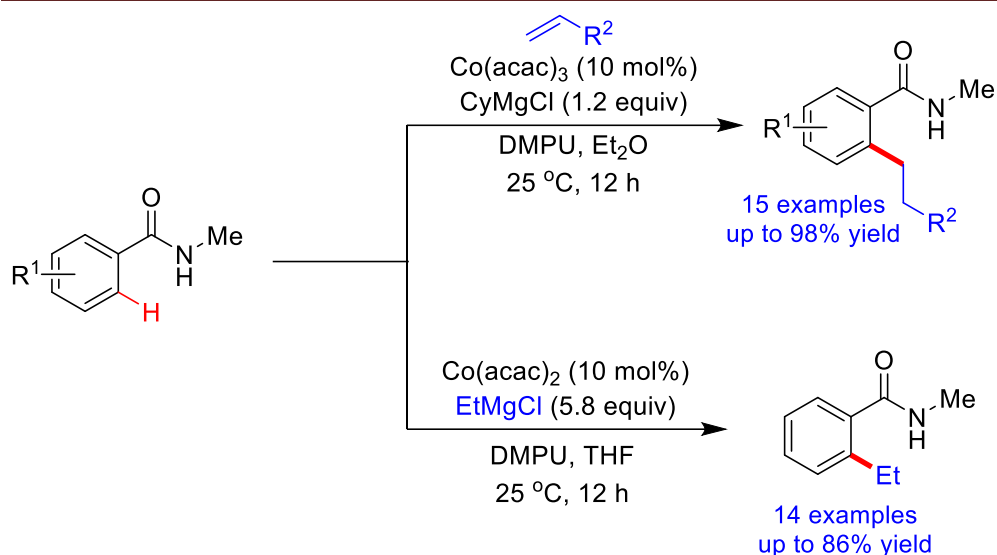 R²
Co(acac)₃ (10 mol%)
CyMgCl (1.2 equiv)
DMPU, Et₂O
25 °C, 12 h
O
N
H
Me
R¹
R²
15 examples
up to 98% yield
O
N
H
Me
R¹
H
Co(acac)₂ (10 mol%)
EtMgCl (5.8 equiv)
DMPU, THF
25 °C, 12 h
O
N
H
Me
Et
14 examples
up to 86% yield